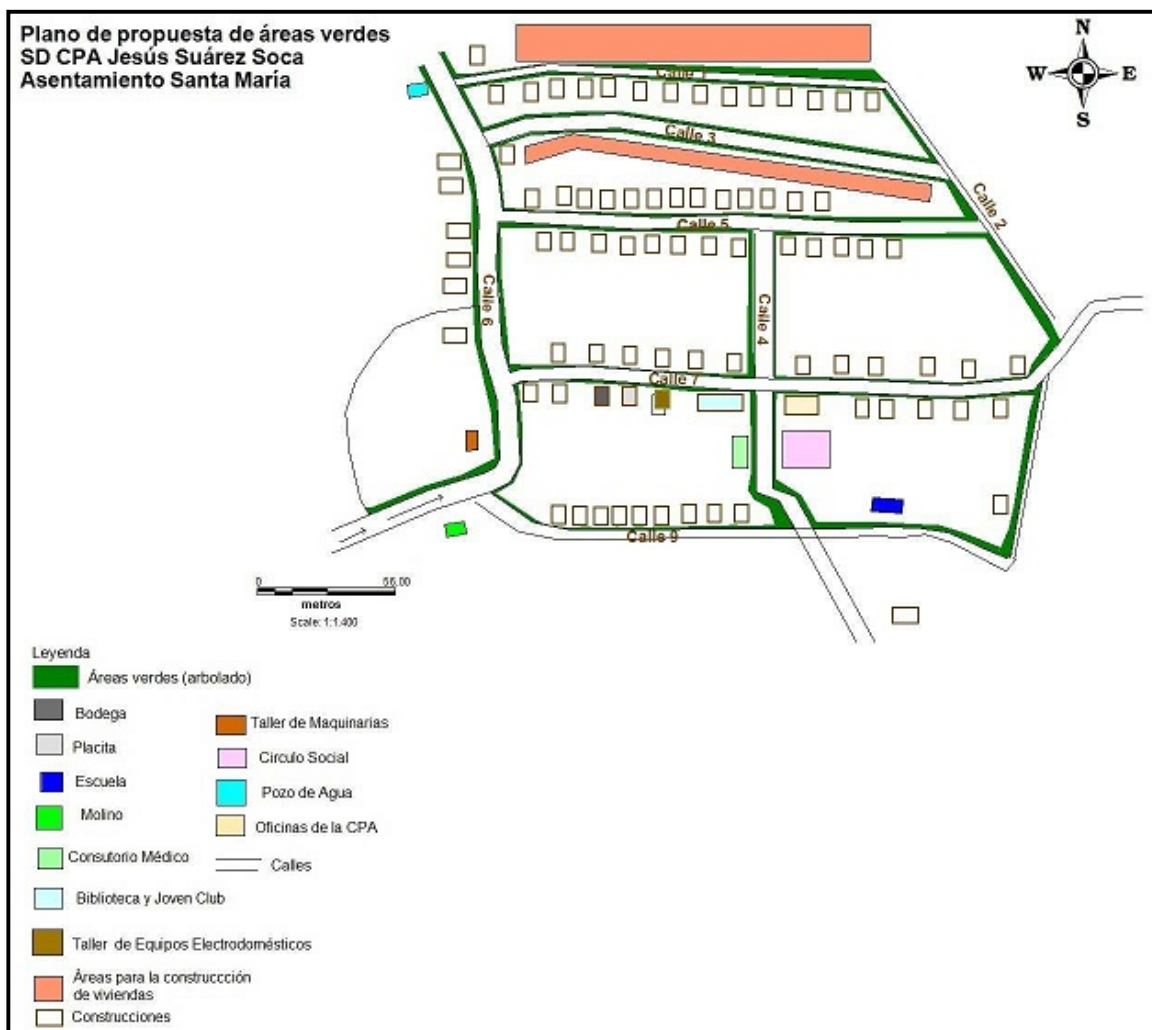 Plano de propuesta de áreas verdes
SD CPA Jesús Suárez Soca
Asentamiento Santa María
N
W E
S
Calle 1
Calle 3
Calle 2
Calle 5
Calle 6
Calle 4
Calle 7
Calle 9
0 56.00
metros
Scale: 1:1.400
Leyenda
Áreas verdes (arbolado)
Bodega
Placita
Escuela
Molino
Consutorio Médico
Biblioteca y Joven Club
Taller de Equipos Electrodomésticos
Áreas para la construccción
de viviendas
Construcciones
Taller de Maquinarias
Circulo Social
Pozo de Agua
Oficinas de la CPA
Calles